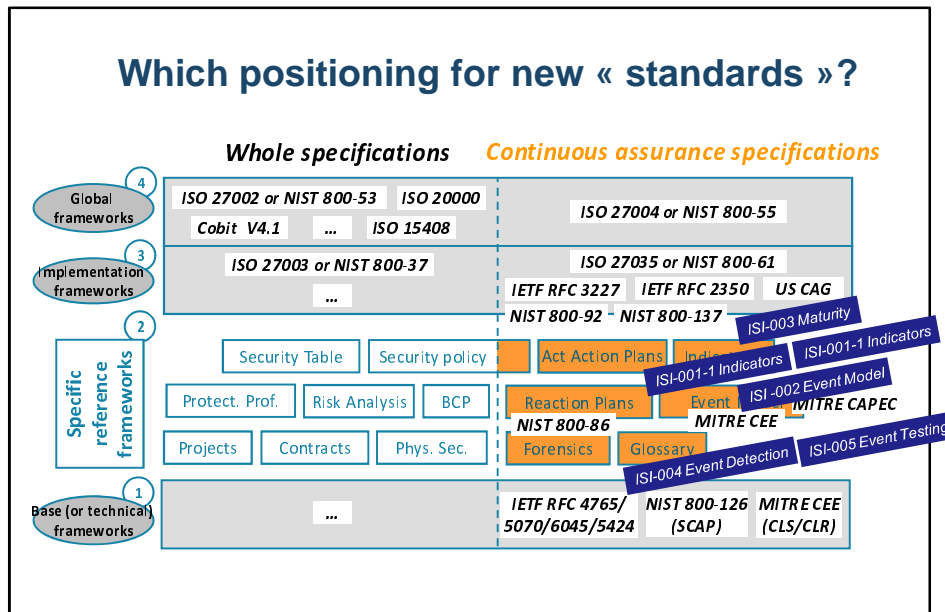 Which positioning for new « standards »?
Whole specifications
Continuous assurance specifications
4
Global
frameworks
ISO 27002 or NIST 800-53
ISO 20000
Cobit V4.1
...
ISO 15408
ISO 27004 or NIST 800-55
3
Implementation
frameworks
ISO 27003 or NIST 800-37
...
ISO 27035 or NIST 800-61
IETF RFC 3227
IETF RFC 2350
US CAG
NIST 800-92
NIST 800-137
ISI-003 Maturity
2
Specific
reference
frameworks
Security Table
Security policy
Act Action Plans
ISI-001-1 Indicators
ISI-001-1 Indicators
Protect. Prof.
Risk Analysis
BCP
Reaction Plans
Event
ISI-002 Event Model
MITRE CAPEC
NIST 800-86
MITRE CEE
Projects
Contracts
Phys. Sec.
Forensics
Glossary
ISI-004 Event Detection
ISI-005 Event Testing
1
Base (or technical)
frameworks
...
IETF RFC 4765/
5070/6045/5424
NIST 800-126
(SCAP)
MITRE CEE
(CLS/CLR)